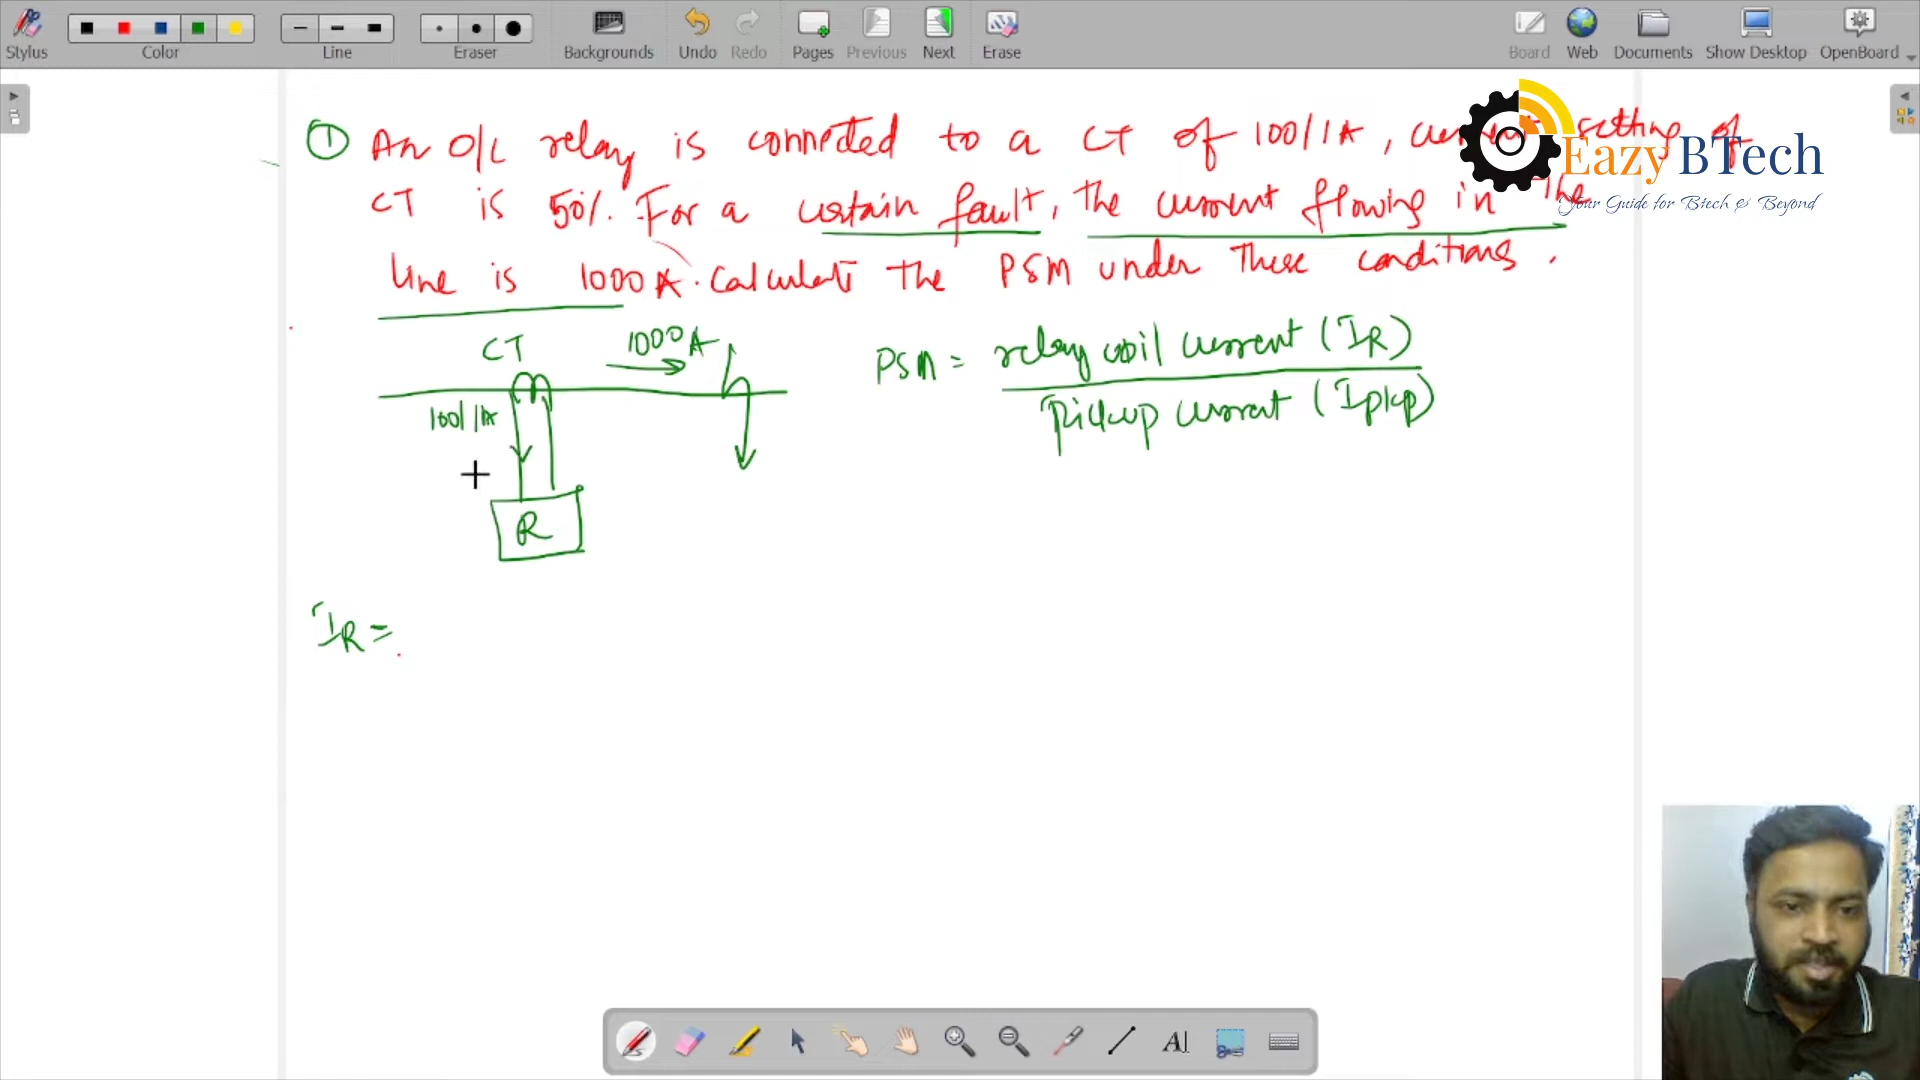 Stylus Color Line Eraser Backgrounds Undo Redo Pages Previous Next Erase Board Web Documents Show Desktop OpenBoard
① An O/L relay is connected to a CT of 100/1A, current setting of
CT is 50%. For a certain fault, the current flowing in the
line is 1000A. Calculate the PSM under these conditions.
Eazy BTech
Your Guide for Btech & Beyond
CT
1000 A
100/1A
R
PSM = relay coil current (IR)
Pickup current (Ipkp)
IR =